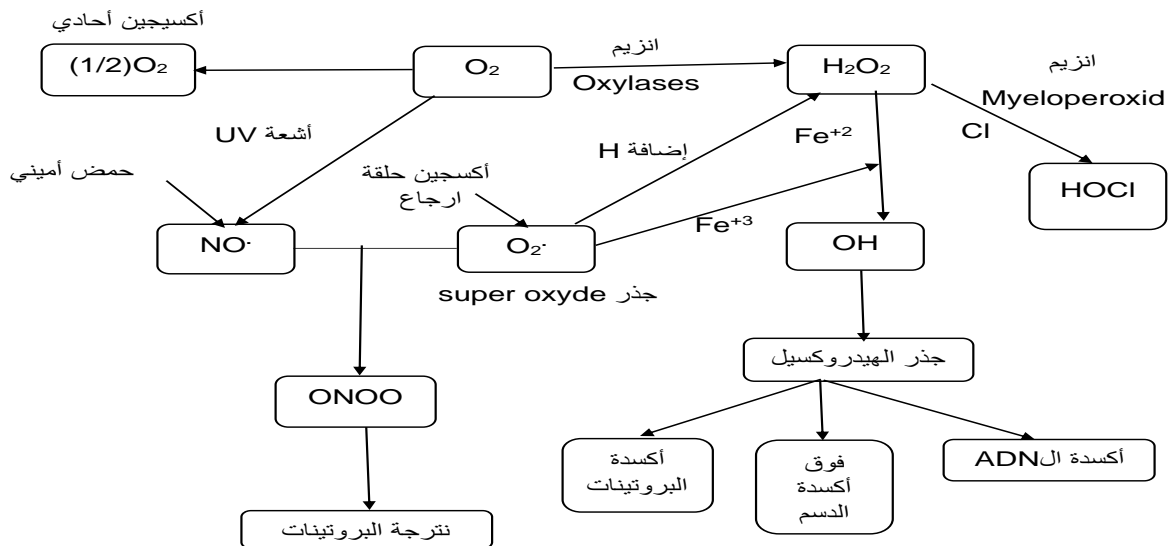 أكسيجين أحادي
(1/2)O₂
O₂
انزيم
Oxylases
H₂O₂
انزيم
Myeloperoxid
Cl
HOCl
أشعة UV
حمض أميني
إضافة H
أكسجين حلقة
ارجاع
Fe⁺²
Fe⁺³
NO·
O₂·
جذر super oxyde
OH
جذر الهيدروكسيل
ONOO
أكسدة
البروتينات
فوق
أكسدة
الدسم
أكسدة الADN
نترجة البروتينات